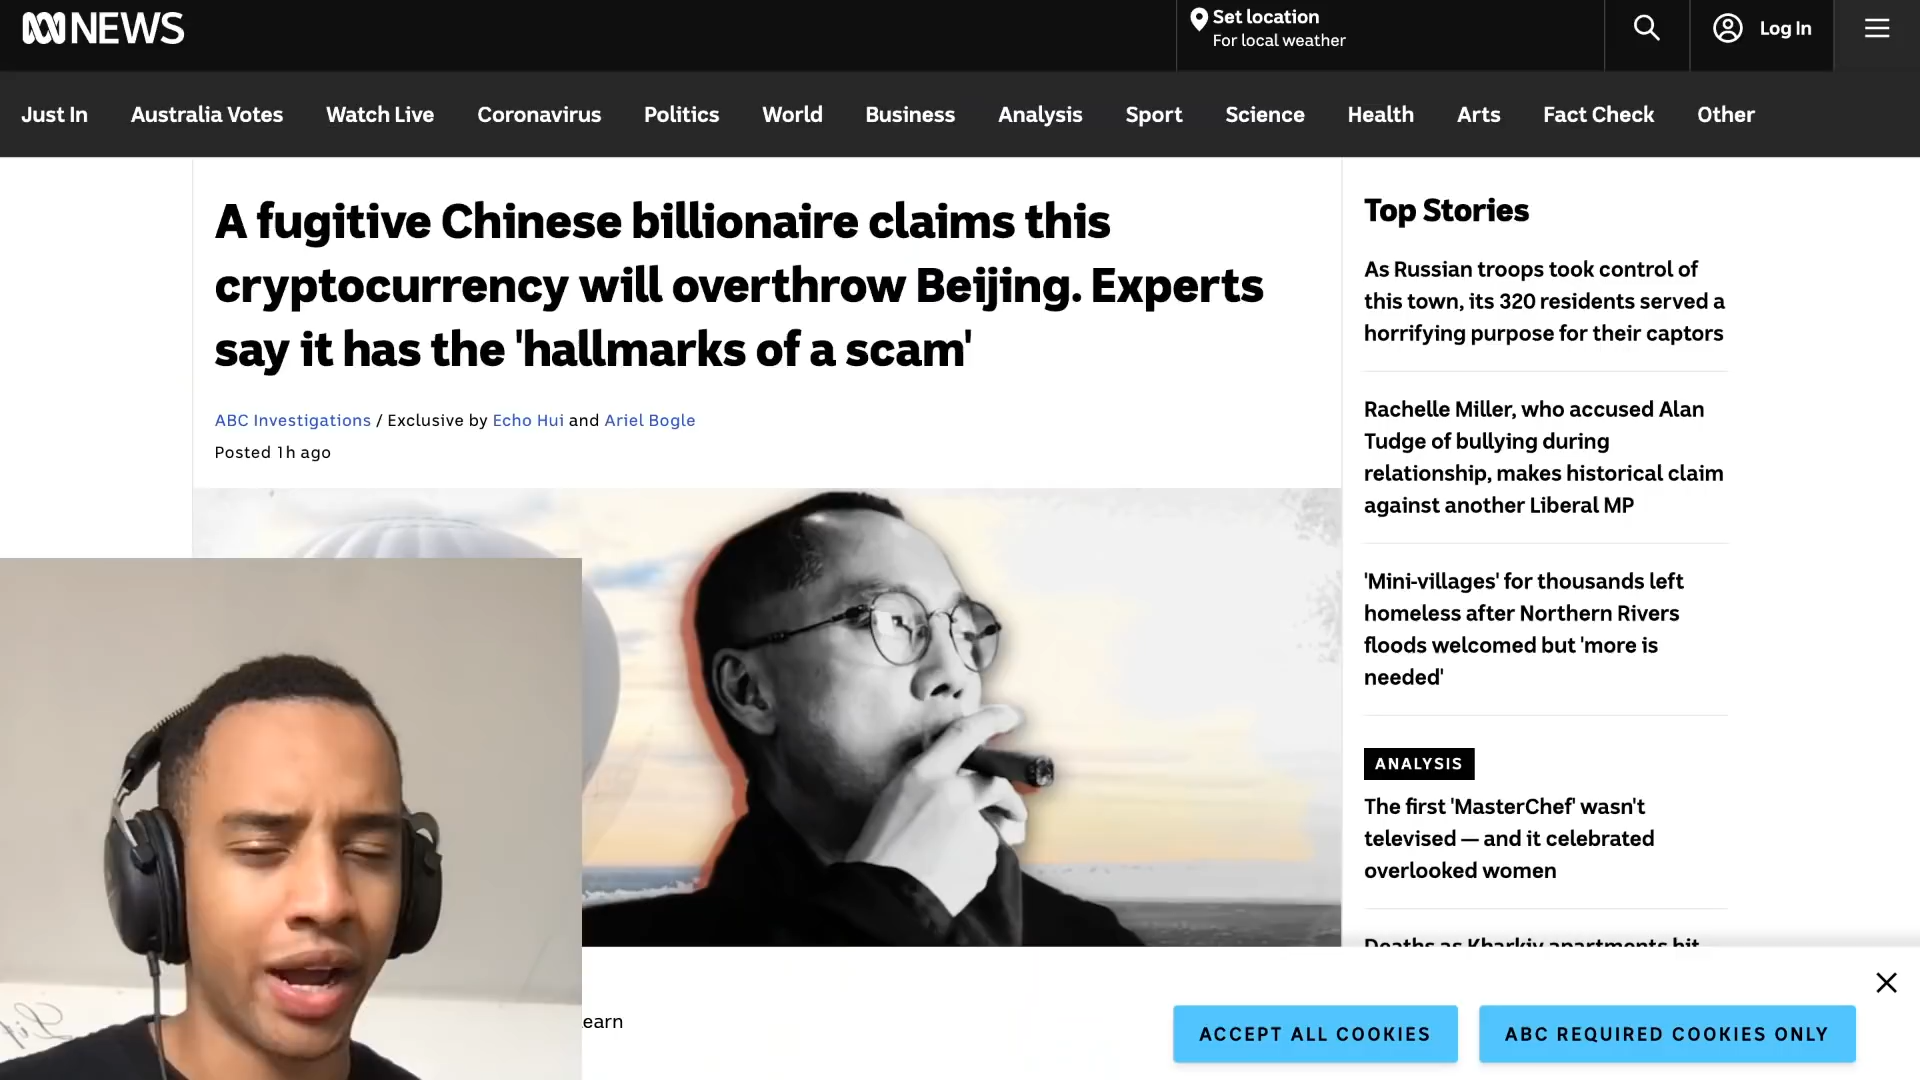 NEWS
Set location
For local weather
Log In
Just In
Australia Votes
Watch Live
Coronavirus
Politics
World
Business
Analysis
Sport
Science
Health
Arts
Fact Check
Other
A fugitive Chinese billionaire claims this
cryptocurrency will overthrow Beijing. Experts
say it has the 'hallmarks of a scam'
ABC Investigations / Exclusive by Echo Hui and Ariel Bogle
Posted 1h ago
Top Stories
As Russian troops took control of
this town, its 320 residents served a
horrifying purpose for their captors
Rachelle Miller, who accused Alan
Tudge of bullying during
relationship, makes historical claim
against another Liberal MP
'Mini-villages' for thousands left
homeless after Northern Rivers
floods welcomed but 'more is
needed'
ANALYSIS
The first 'MasterChef' wasn't
televised — and it celebrated
overlooked women
Deaths as Kharkiv apartments hit
earn
ACCEPT ALL COOKIES
ABC REQUIRED COOKIES ONLY